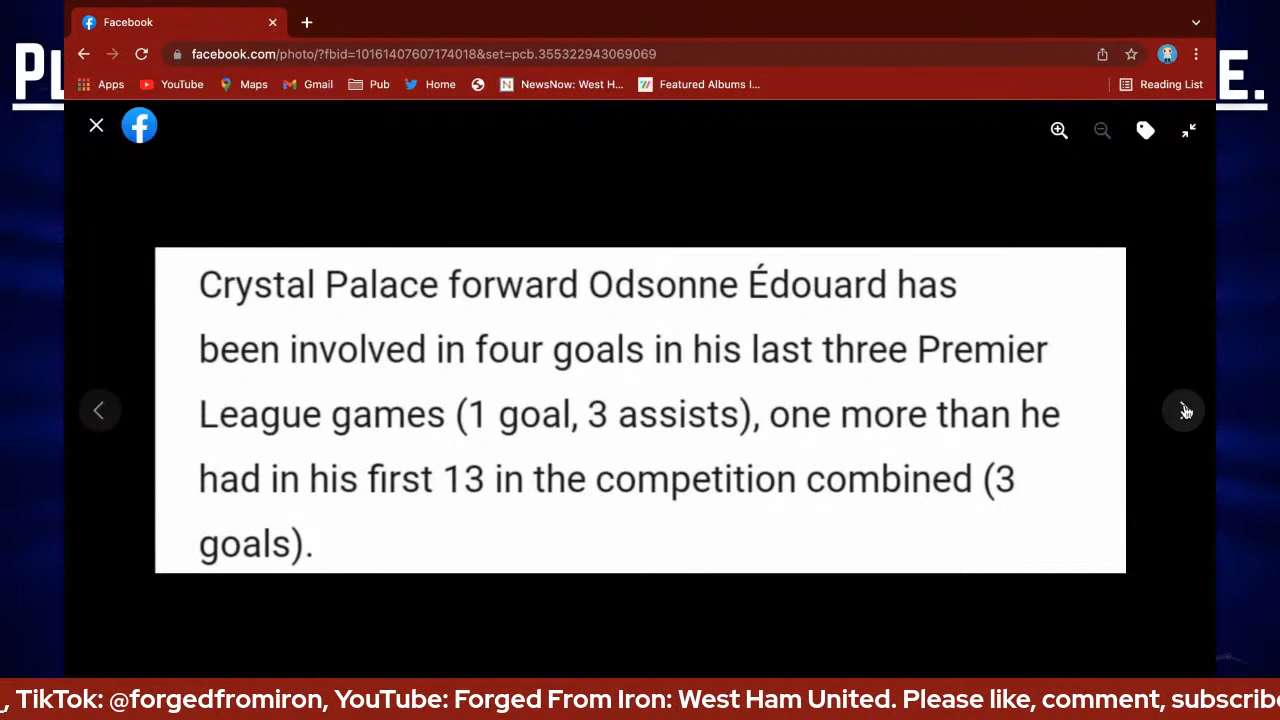 PL
E.
Facebook
facebook.com/photo/?fbid=10161407607174018&set=pcb.355322943069069
Apps YouTube Maps Gmail Pub Home NewsNow: West H... Featured Albums I... Reading List
Crystal Palace forward Odsonne Édouard has
been involved in four goals in his last three Premier
League games (1 goal, 3 assists), one more than he
had in his first 13 in the competition combined (3
goals).
, TikTok: @forgedfromiron, YouTube: Forged From Iron: West Ham United. Please like, comment, subscribe